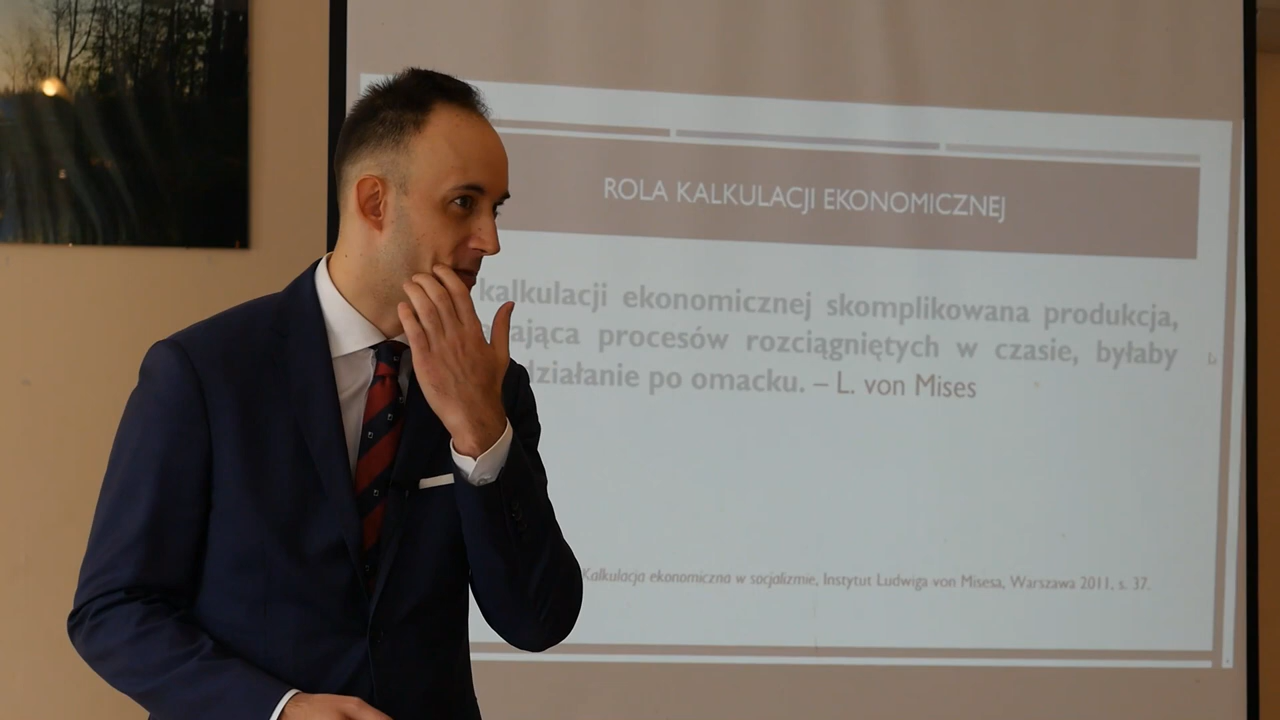 ROLA KALKULACJI EKONOMICZNEJ
kalkulacji ekonomicznej skomplikowana produkcja,
procesów rozciągniętych w czasie, byłaby
działanie po omacku. – L. von Mises
Kalkulacja ekonomiczna w socjalizmie, Instytut Ludwiga von Misesa, Warszawa 2011, s. 37.